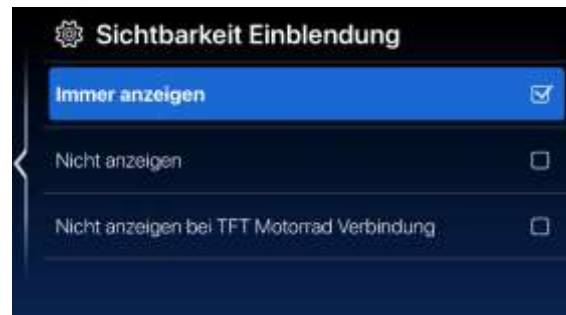 Sichtbarkeit Einblendung
Immer anzeigen
Nicht anzeigen
Nicht anzeigen bei TFT Motorrad Verbindung